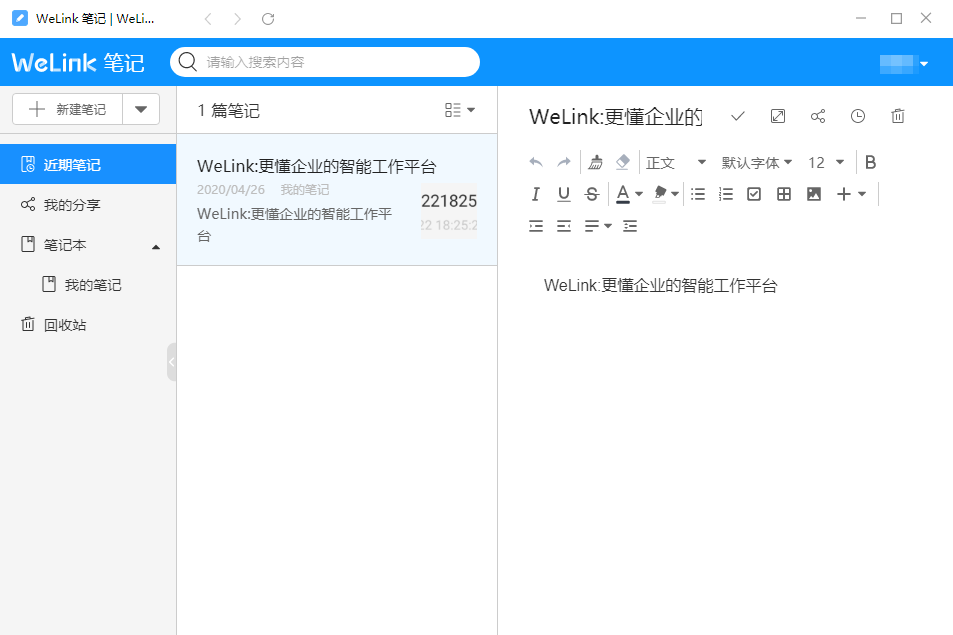 WeLink 笔记 | WeLi...
WeLink 笔记
请输入搜索内容
新建笔记
近期笔记
我的分享
笔记本
我的笔记
回收站
1 篇笔记
WeLink:更懂企业的智能工作平台
2020/04/26 我的笔记
WeLink:更懂企业的智能工作平
台
221825
22 18:25:2
WeLink:更懂企业的
正文 默认字体 12 B
I U S A
WeLink:更懂企业的智能工作平台